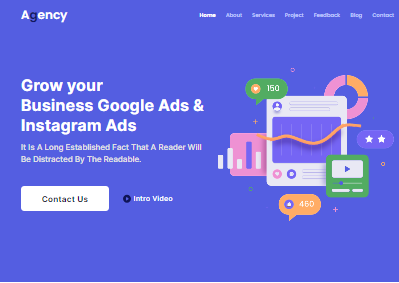 Agency
Home About Services Project Feedback Blog Contact
Grow your
Business Google Ads &
Instagram Ads
It Is A Long Established Fact That A Reader Will
Be Distracted By The Readable.
Contact Us
Intro Video
150
460